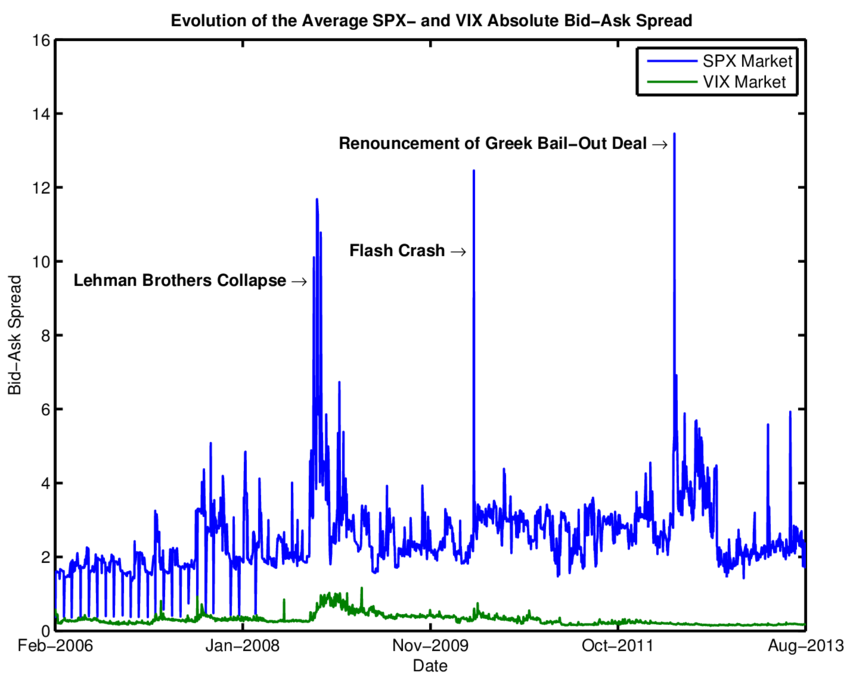 Evolution of the Average SPX− and VIX Absolute Bid−Ask Spread
16
SPX Market
VIX Market
14
Renouncement of Greek Bail−Out Deal →
12
Flash Crash →
10
Lehman Brothers Collapse →
8
6
4
2
0
Bid−Ask Spread
Feb−2006 Jan−2008 Nov−2009 Oct−2011 Aug−2013
Date